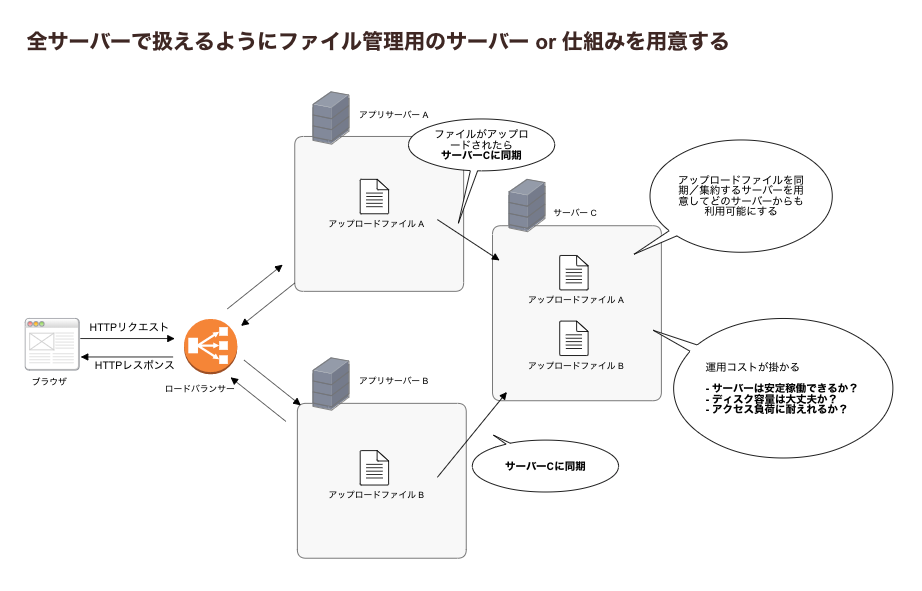 全サーバーで扱えるようにファイル管理用のサーバー or 仕組みを用意する
アプリサーバー A
ファイルがアップロ
ードされたら
サーバーCに同期
アップロードファイル A
サーバー C
アップロードファイルを同
期／集約するサーバーを用
意してどのサーバーからも
利用可能にする
アップロードファイル A
アップロードファイル B
HTTPリクエスト
HTTPレスポンス
ブラウザ
ロードバランサー
アプリサーバー B
アップロードファイル B
サーバーCに同期
運用コストが掛かる
- サーバーは安定稼働できるか？
- ディスク容量は大丈夫か？
- アクセス負荷に耐えれるか？